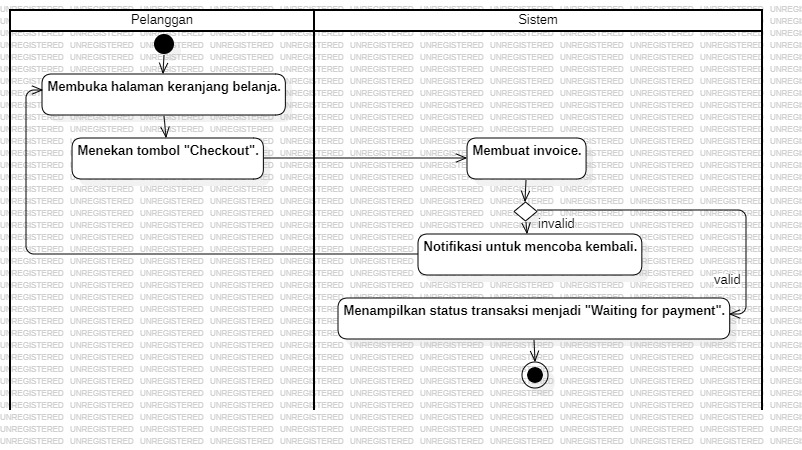 Pelanggan
Sistem
Membuka halaman keranjang belanja.
Menekan tombol "Checkout".
Membuat invoice.
invalid
Notifikasi untuk mencoba kembali.
valid
Menampilkan status transaksi menjadi "Waiting for payment".
UNREGISTERED